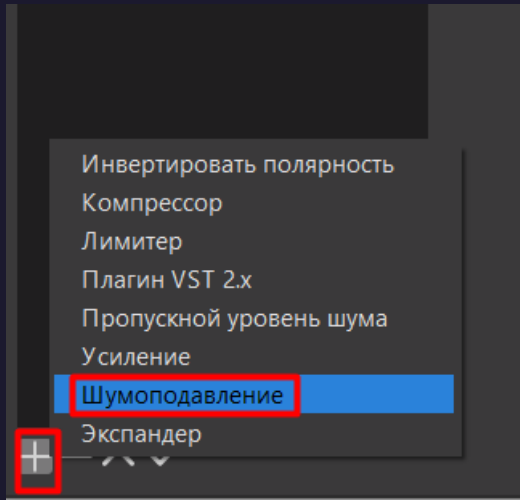 Инвертировать полярность
Компрессор
Лимитер
Плагин VST 2.x
Пропускной уровень шума
Усиление
Шумоподавление
Экспандер